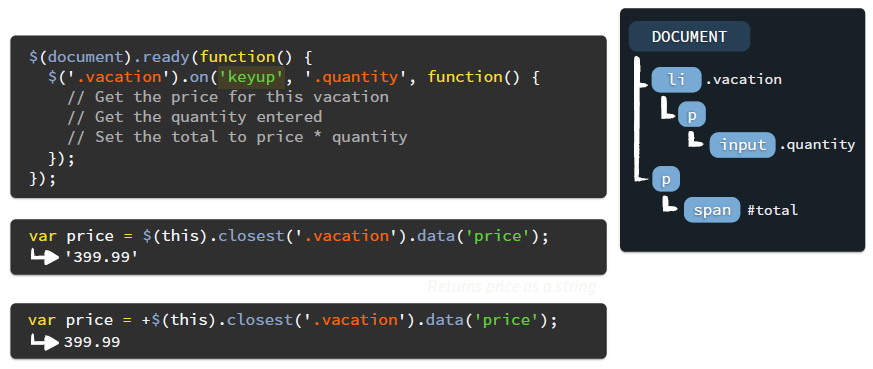 $(document).ready(function() {
$('.vacation').on('keyup', '.quantity', function() {
// Get the price for this vacation
// Get the quantity entered
// Set the total to price * quantity
});
});
var price = $(this).closest('.vacation').data('price');
'399.99'
Returns price as a string
var price = +$(this).closest('.vacation').data('price');
399.99
DOCUMENT
li .vacation
p
input .quantity
p
span #total